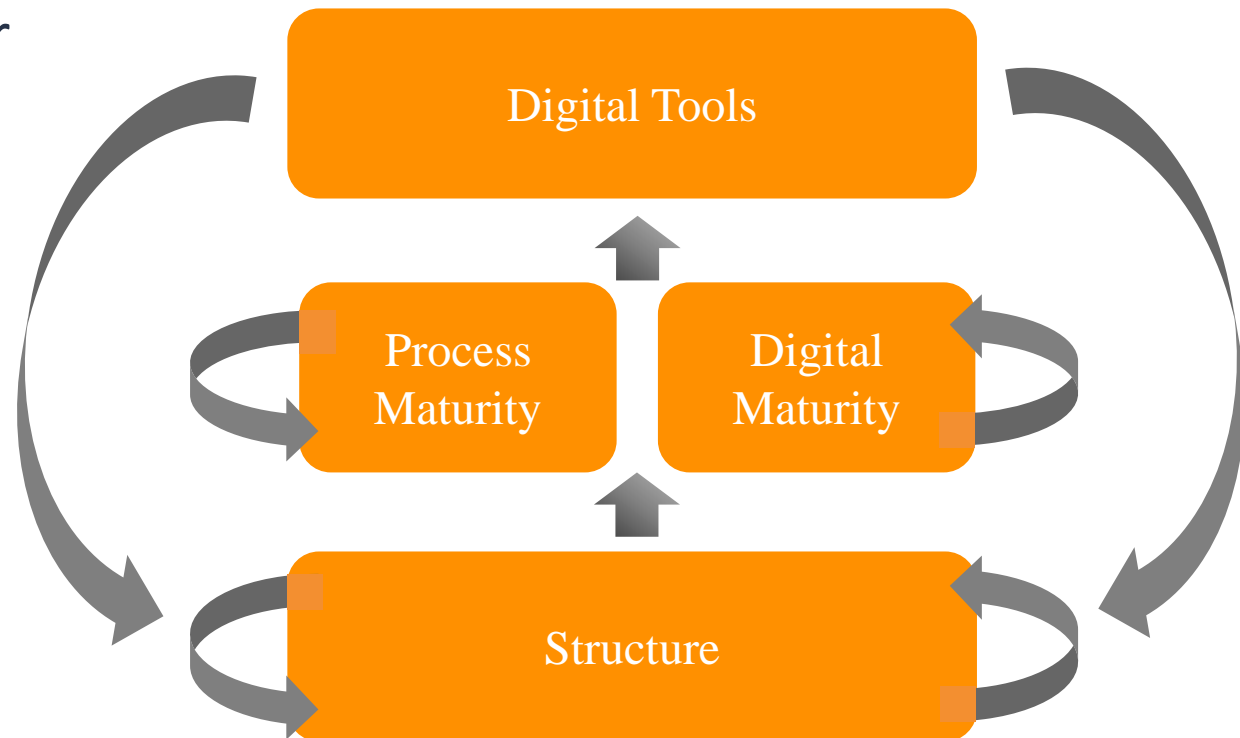 r
Digital Tools
Process
Maturity
Digital
Maturity
Structure